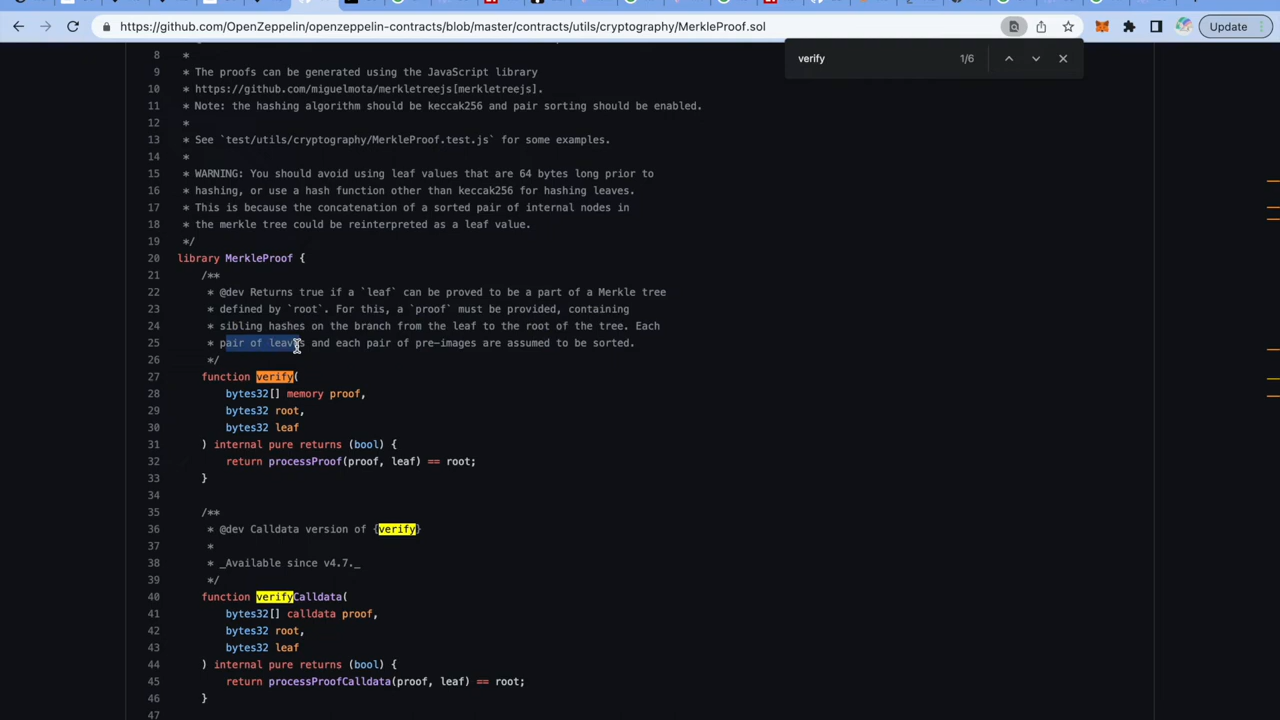 https://github.com/OpenZeppelin/openzeppelin-contracts/blob/master/contracts/utils/cryptography/MerkleProof.sol
Update
verify 1/6
8 *
9 * The proofs can be generated using the JavaScript library
10 * https://github.com/miguelmota/merkletreejs[merkletreejs].
11 * Note: the hashing algorithm should be keccak256 and pair sorting should be enabled.
12 *
13 * See `test/utils/cryptography/MerkleProof.test.js` for some examples.
14 *
15 * WARNING: You should avoid using leaf values that are 64 bytes long prior to
16 * hashing, or use a hash function other than keccak256 for hashing leaves.
17 * This is because the concatenation of a sorted pair of internal nodes in
18 * the merkle tree could be reinterpreted as a leaf value.
19 */
20 library MerkleProof {
21 /**
22 * @dev Returns true if a `leaf` can be proved to be a part of a Merkle tree
23 * defined by `root`. For this, a `proof` must be provided, containing
24 * sibling hashes on the branch from the leaf to the root of the tree. Each
25 * pair of leaves and each pair of pre-images are assumed to be sorted.
26 */
27 function verify(
28 bytes32[] memory proof,
29 bytes32 root,
30 bytes32 leaf
31 ) internal pure returns (bool) {
32 return processProof(proof, leaf) == root;
33 }
34
35 /**
36 * @dev Calldata version of {verify}
37 *
38 * _Available since v4.7._
39 */
40 function verifyCalldata(
41 bytes32[] calldata proof,
42 bytes32 root,
43 bytes32 leaf
44 ) internal pure returns (bool) {
45 return processProofCalldata(proof, leaf) == root;
46 }
47